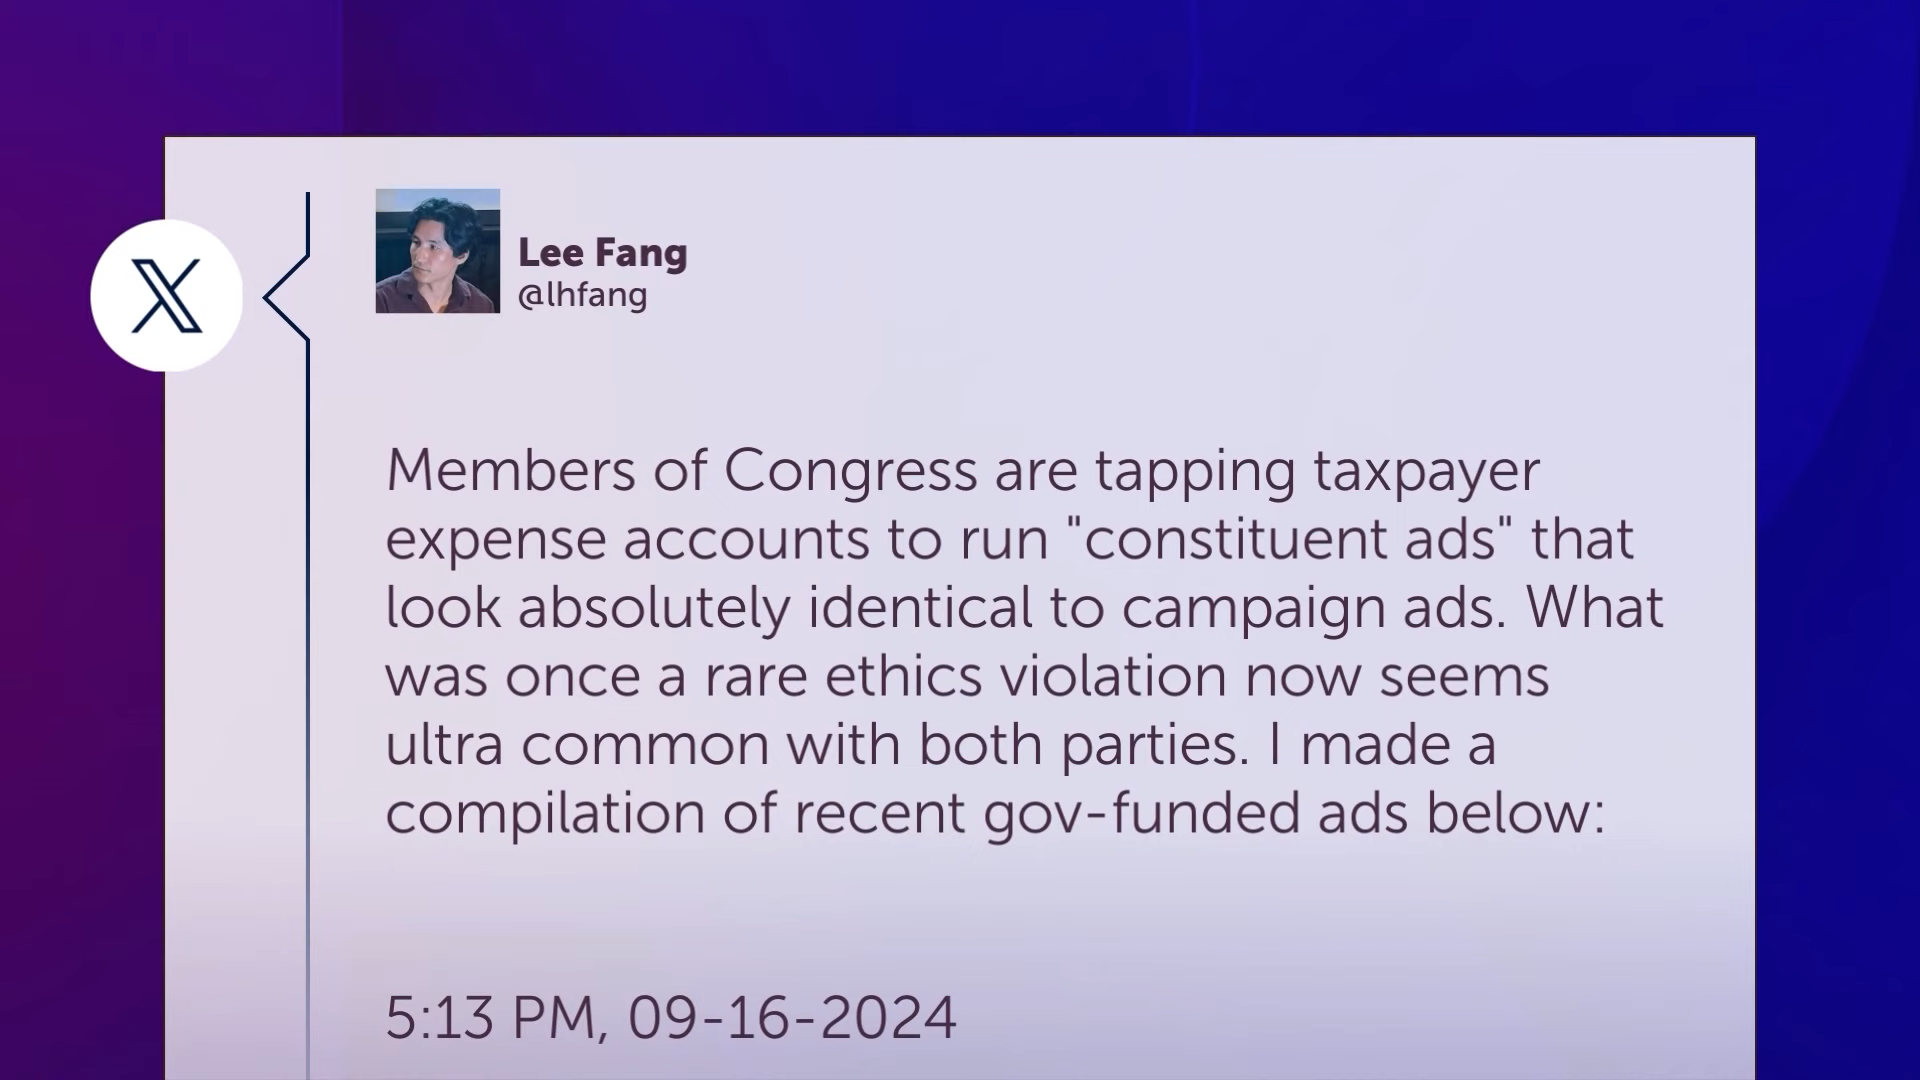 X
Lee Fang
@lhfang
Members of Congress are tapping taxpayer
expense accounts to run "constituent ads" that
look absolutely identical to campaign ads. What
was once a rare ethics violation now seems
ultra common with both parties. I made a
compilation of recent gov-funded ads below:
5:13 PM, 09-16-2024